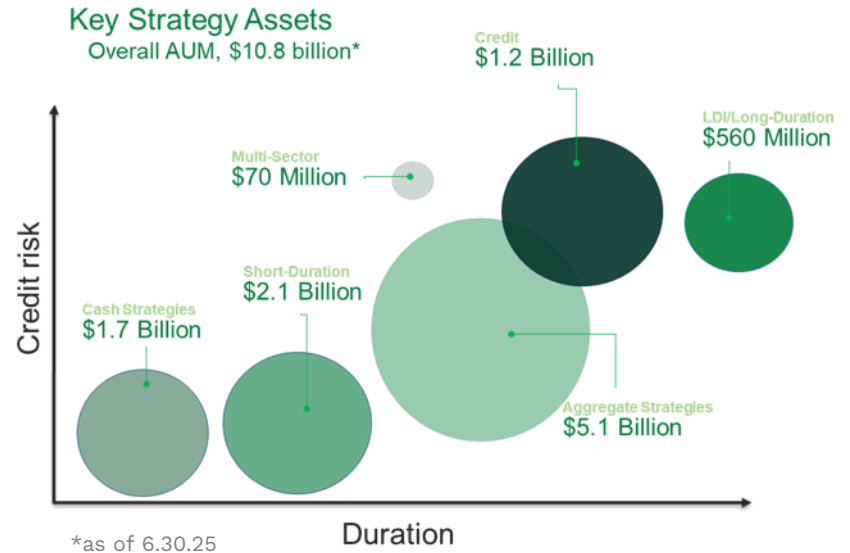 Key Strategy Assets
Overall AUM, $10.8 billion*
Credit
$1.2 Billion
LDI/Long-Duration
$560 Million
Multi-Sector
$70 Million
Short-Duration
$2.1 Billion
Cash Strategies
$1.7 Billion
Aggregate Strategies
$5.1 Billion
Credit risk
Duration
*as of 6.30.25